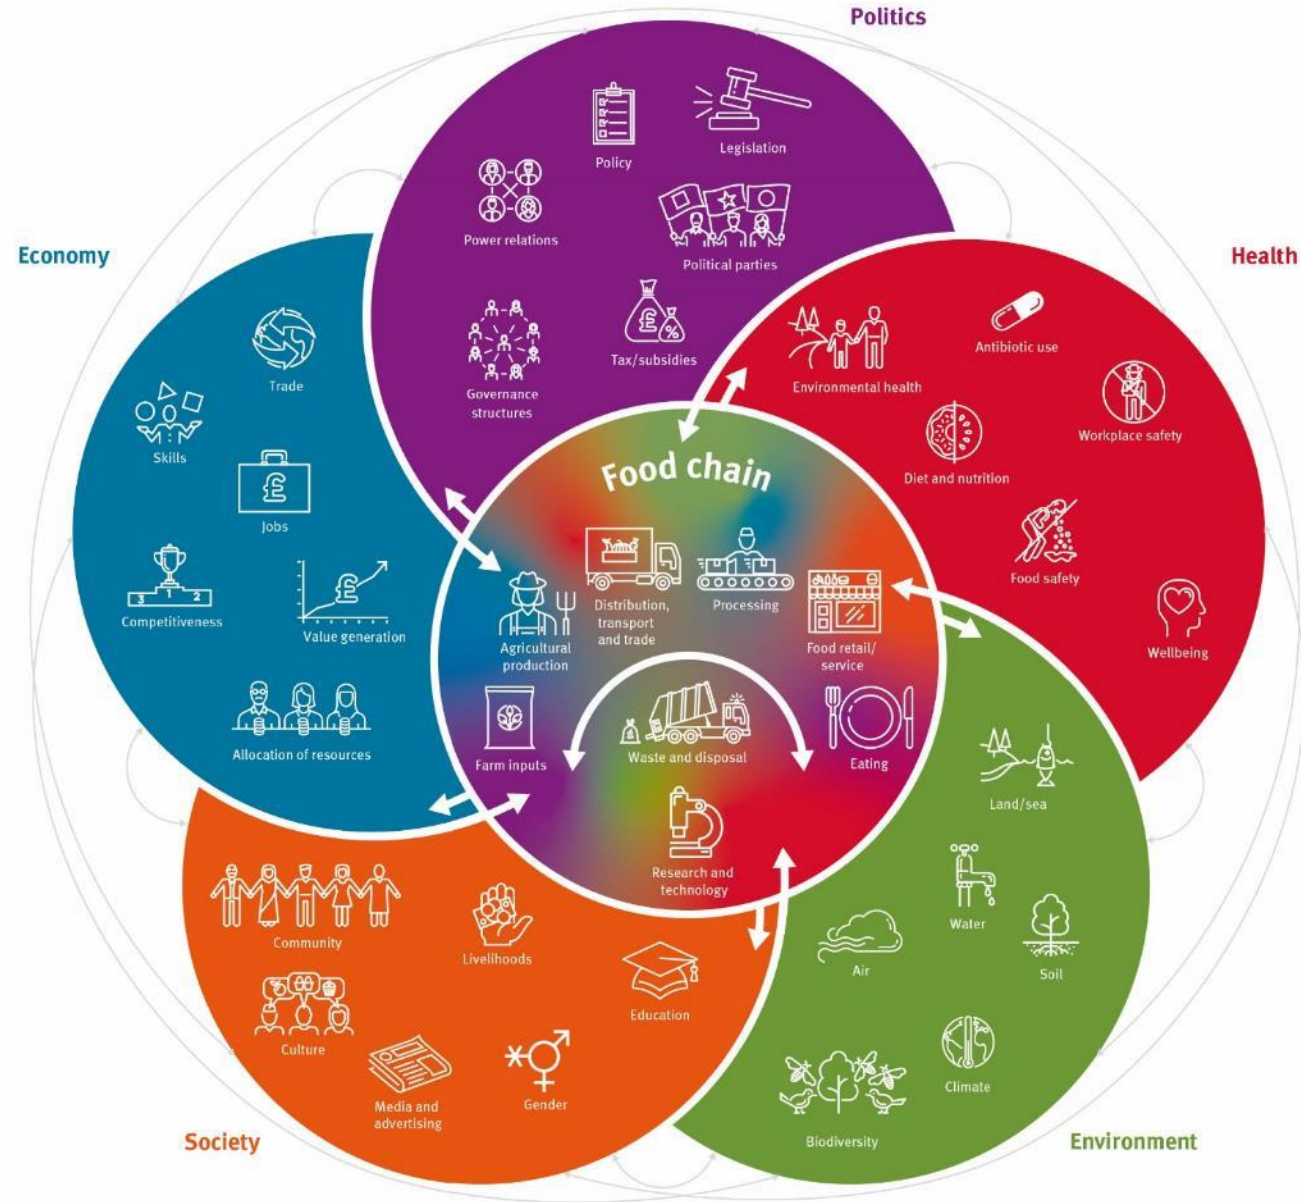 Politics
Policy
Legislation
Power relations
Political parties
Governance
structures
£
%
Tax/subsidies
Economy
Trade
Skills
£
Jobs
3 1 2
Competitiveness
£
Value generation
Allocation of resources
Health
Environmental health
Antibiotic use
Workplace safety
Diet and nutrition
Food safety
Wellbeing
Food chain
Agricultural
production
Distribution,
transport
and trade
Processing
Food retail/
service
Farm inputs
Waste and disposal
Eating
Research and
technology
Society
Community
Livelihoods
Education
Culture
Media and
advertising
Gender
Environment
Land/sea
Water
Air
Soil
Climate
Biodiversity